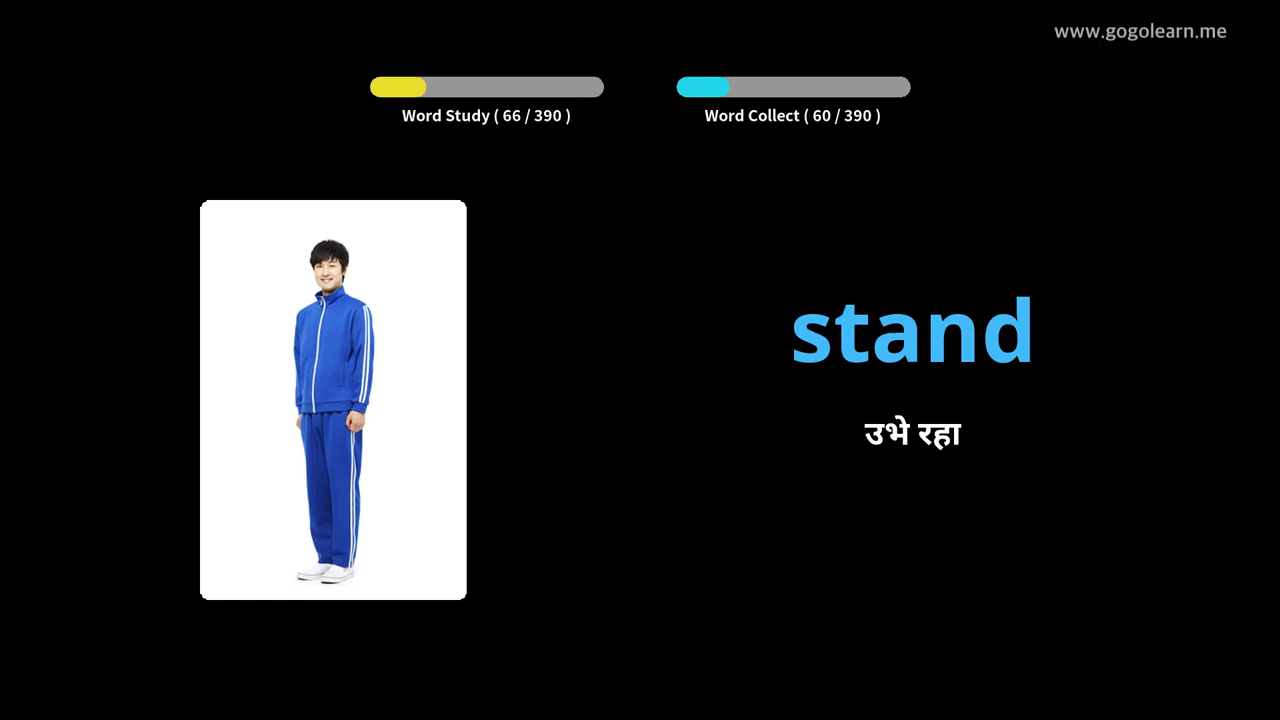 www.gogolearn.me
Word Study ( 66 / 390 )
Word Collect ( 60 / 390 )
stand
उभे रहा